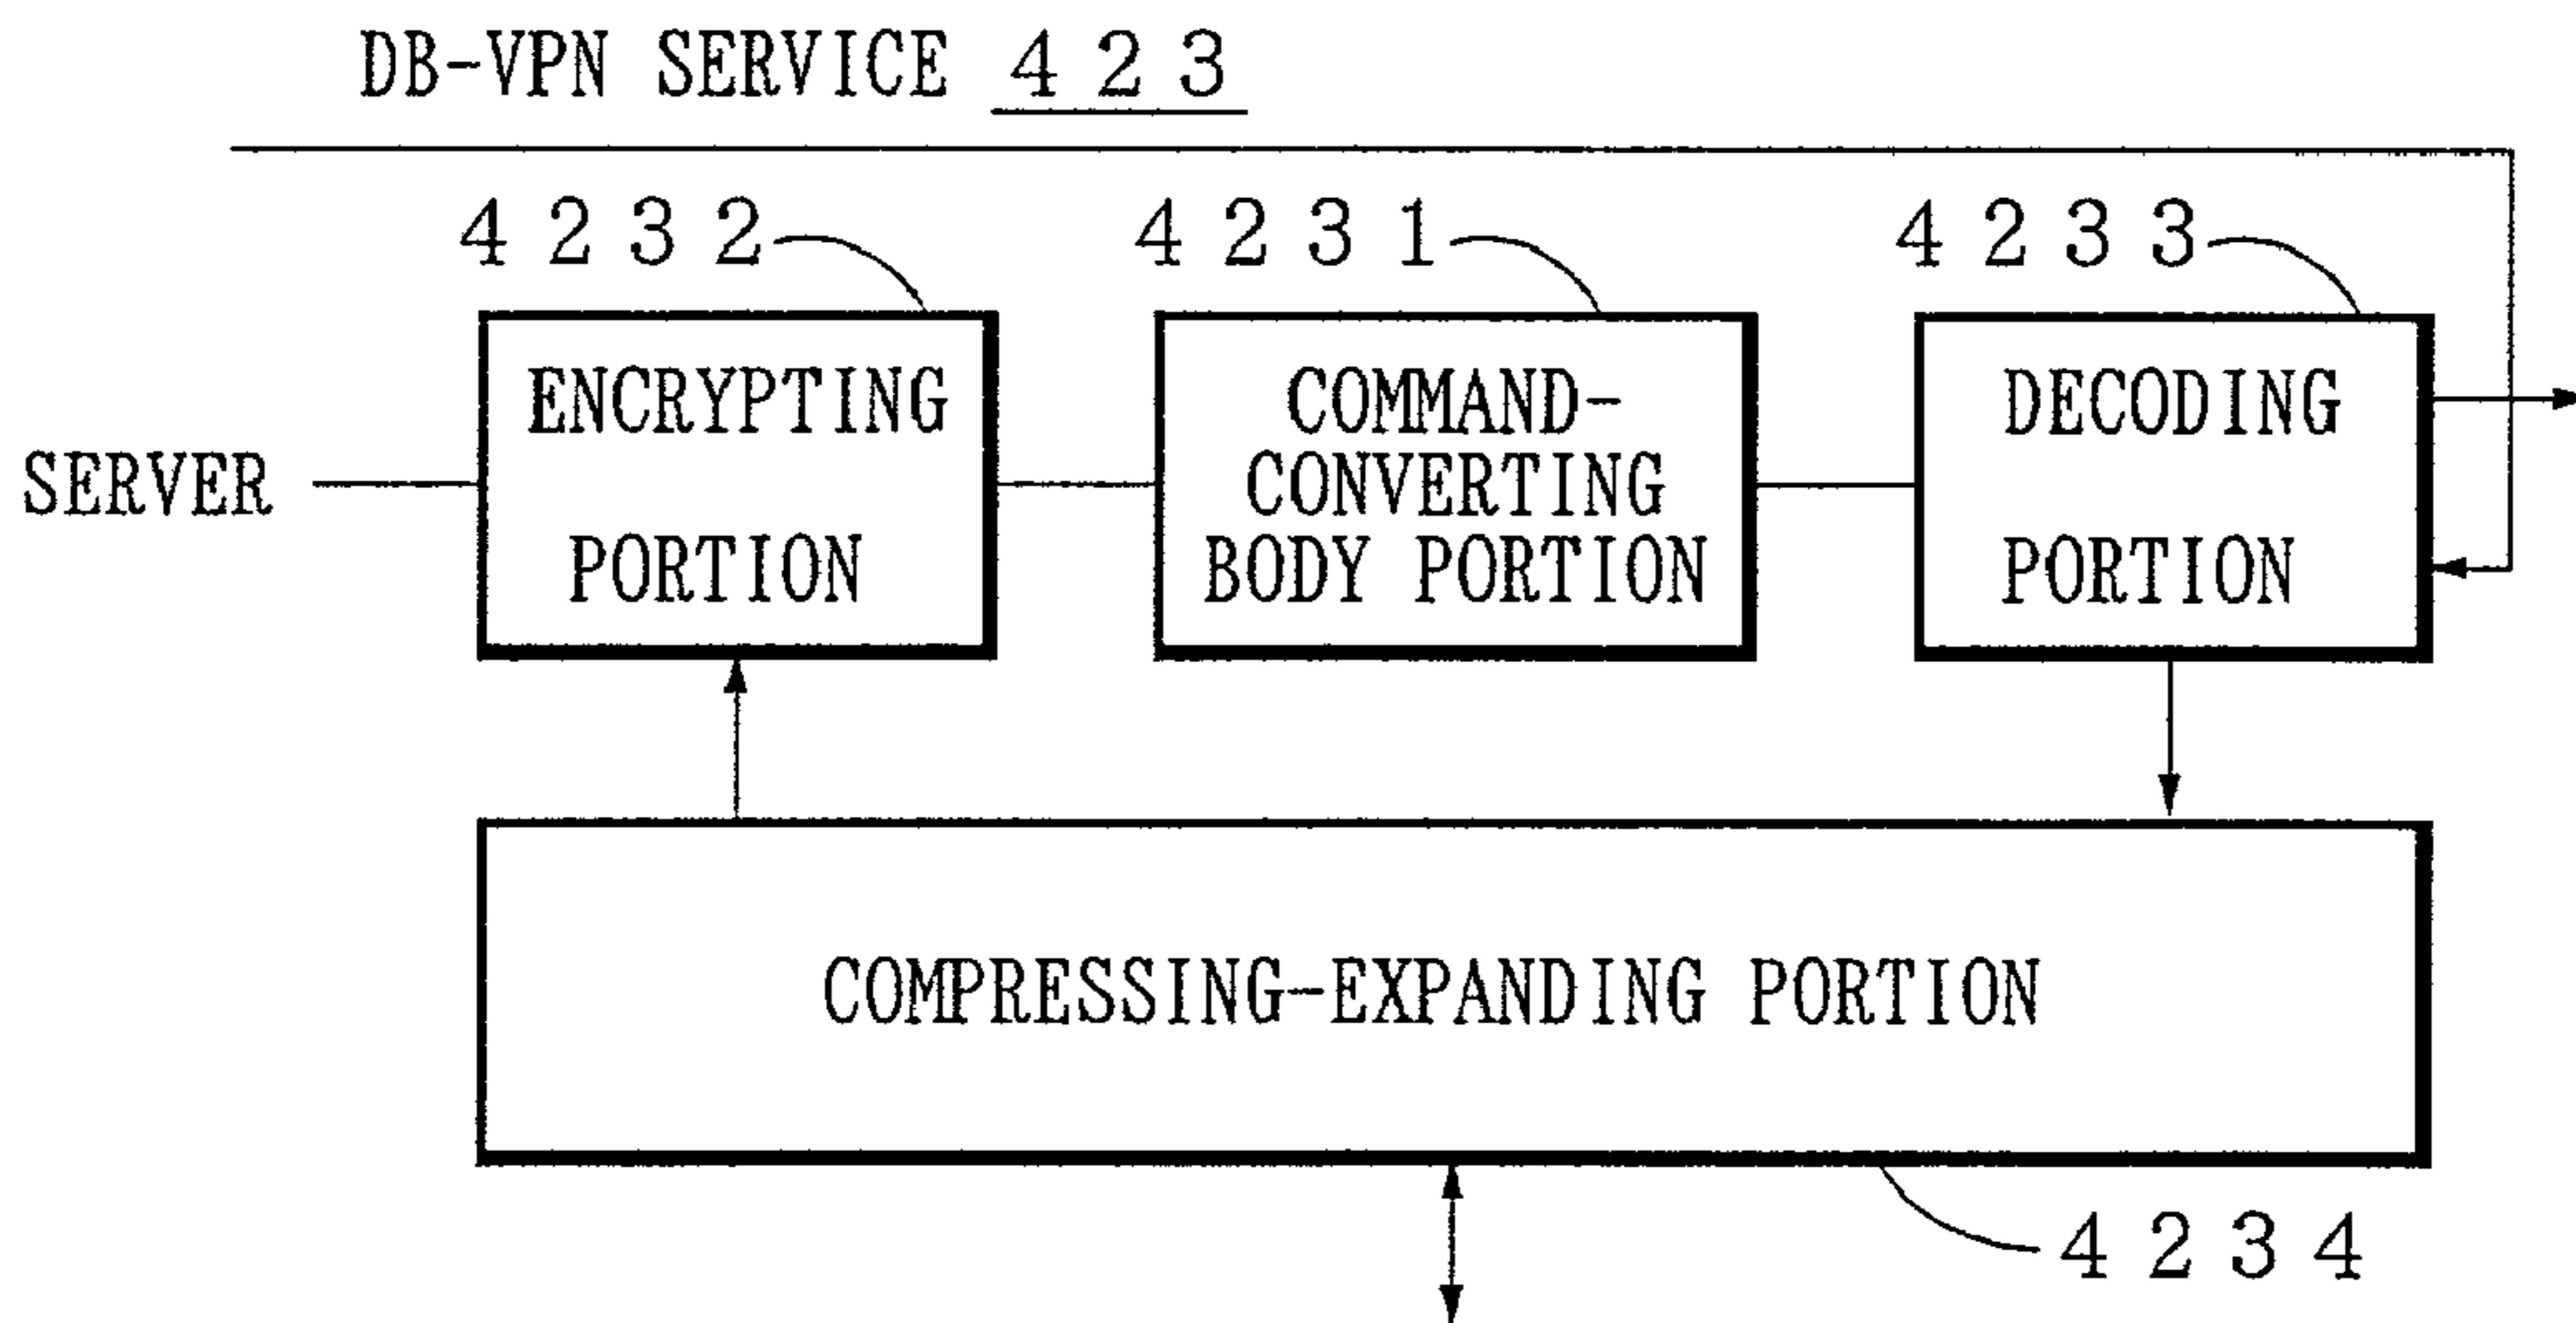 DB-VPN SERVICE 423
4232
4231
4233
SERVER
ENCRYPTING
PORTION
COMMAND-
CONVERTING
BODY PORTION
DECODING
PORTION
COMPRESSING-EXPANDING PORTION
4234